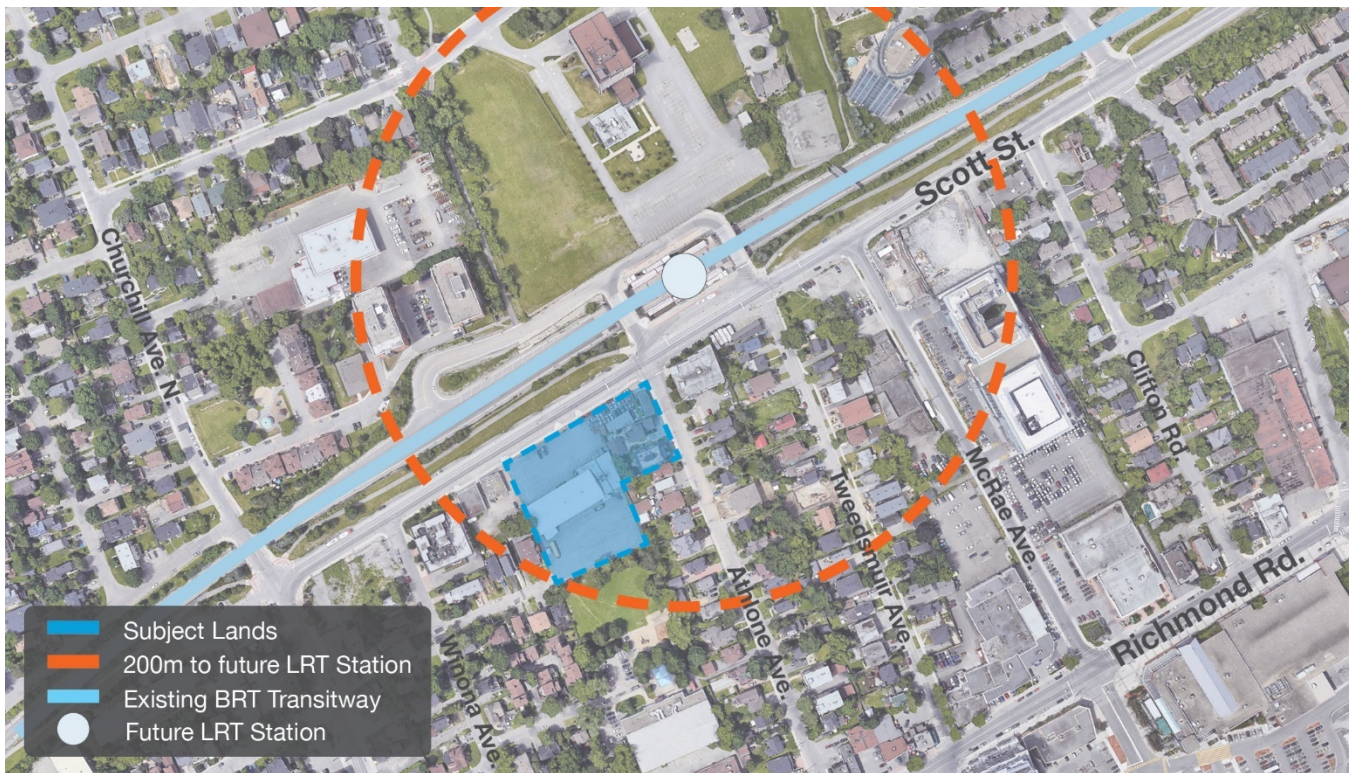 Scott St.
Churchill Ave. N
Clifton Rd
McRae Ave.
Tweedsmuir Ave.
Athlone Ave.
Richmond Rd.
Winona Ave.
Subject Lands
200m to future LRT Station
Existing BRT Transitway
Future LRT Station